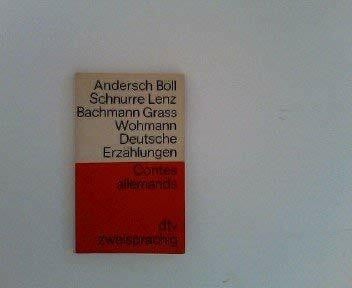 Andersch Böll
Schnurre Lenz
Bachmann Grass
Wohmann
Deutsche
Erzählungen
Contes
allemands
dtv
zweisprachig